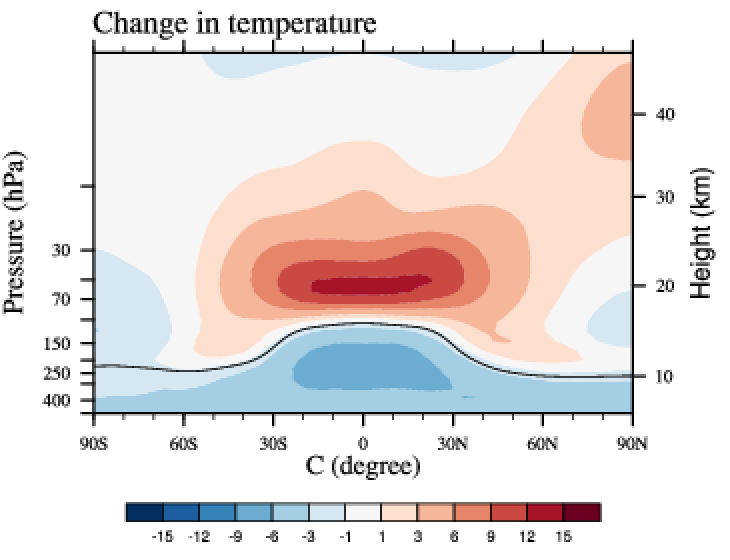 Change in temperature
Pressure (hPa)
30
70
150
250
400
40
30
20
10
Height (km)
90S 60S 30S 0 30N 60N 90N
C (degree)
-15 -12 -9 -6 -3 -1 1 3 6 9 12 15